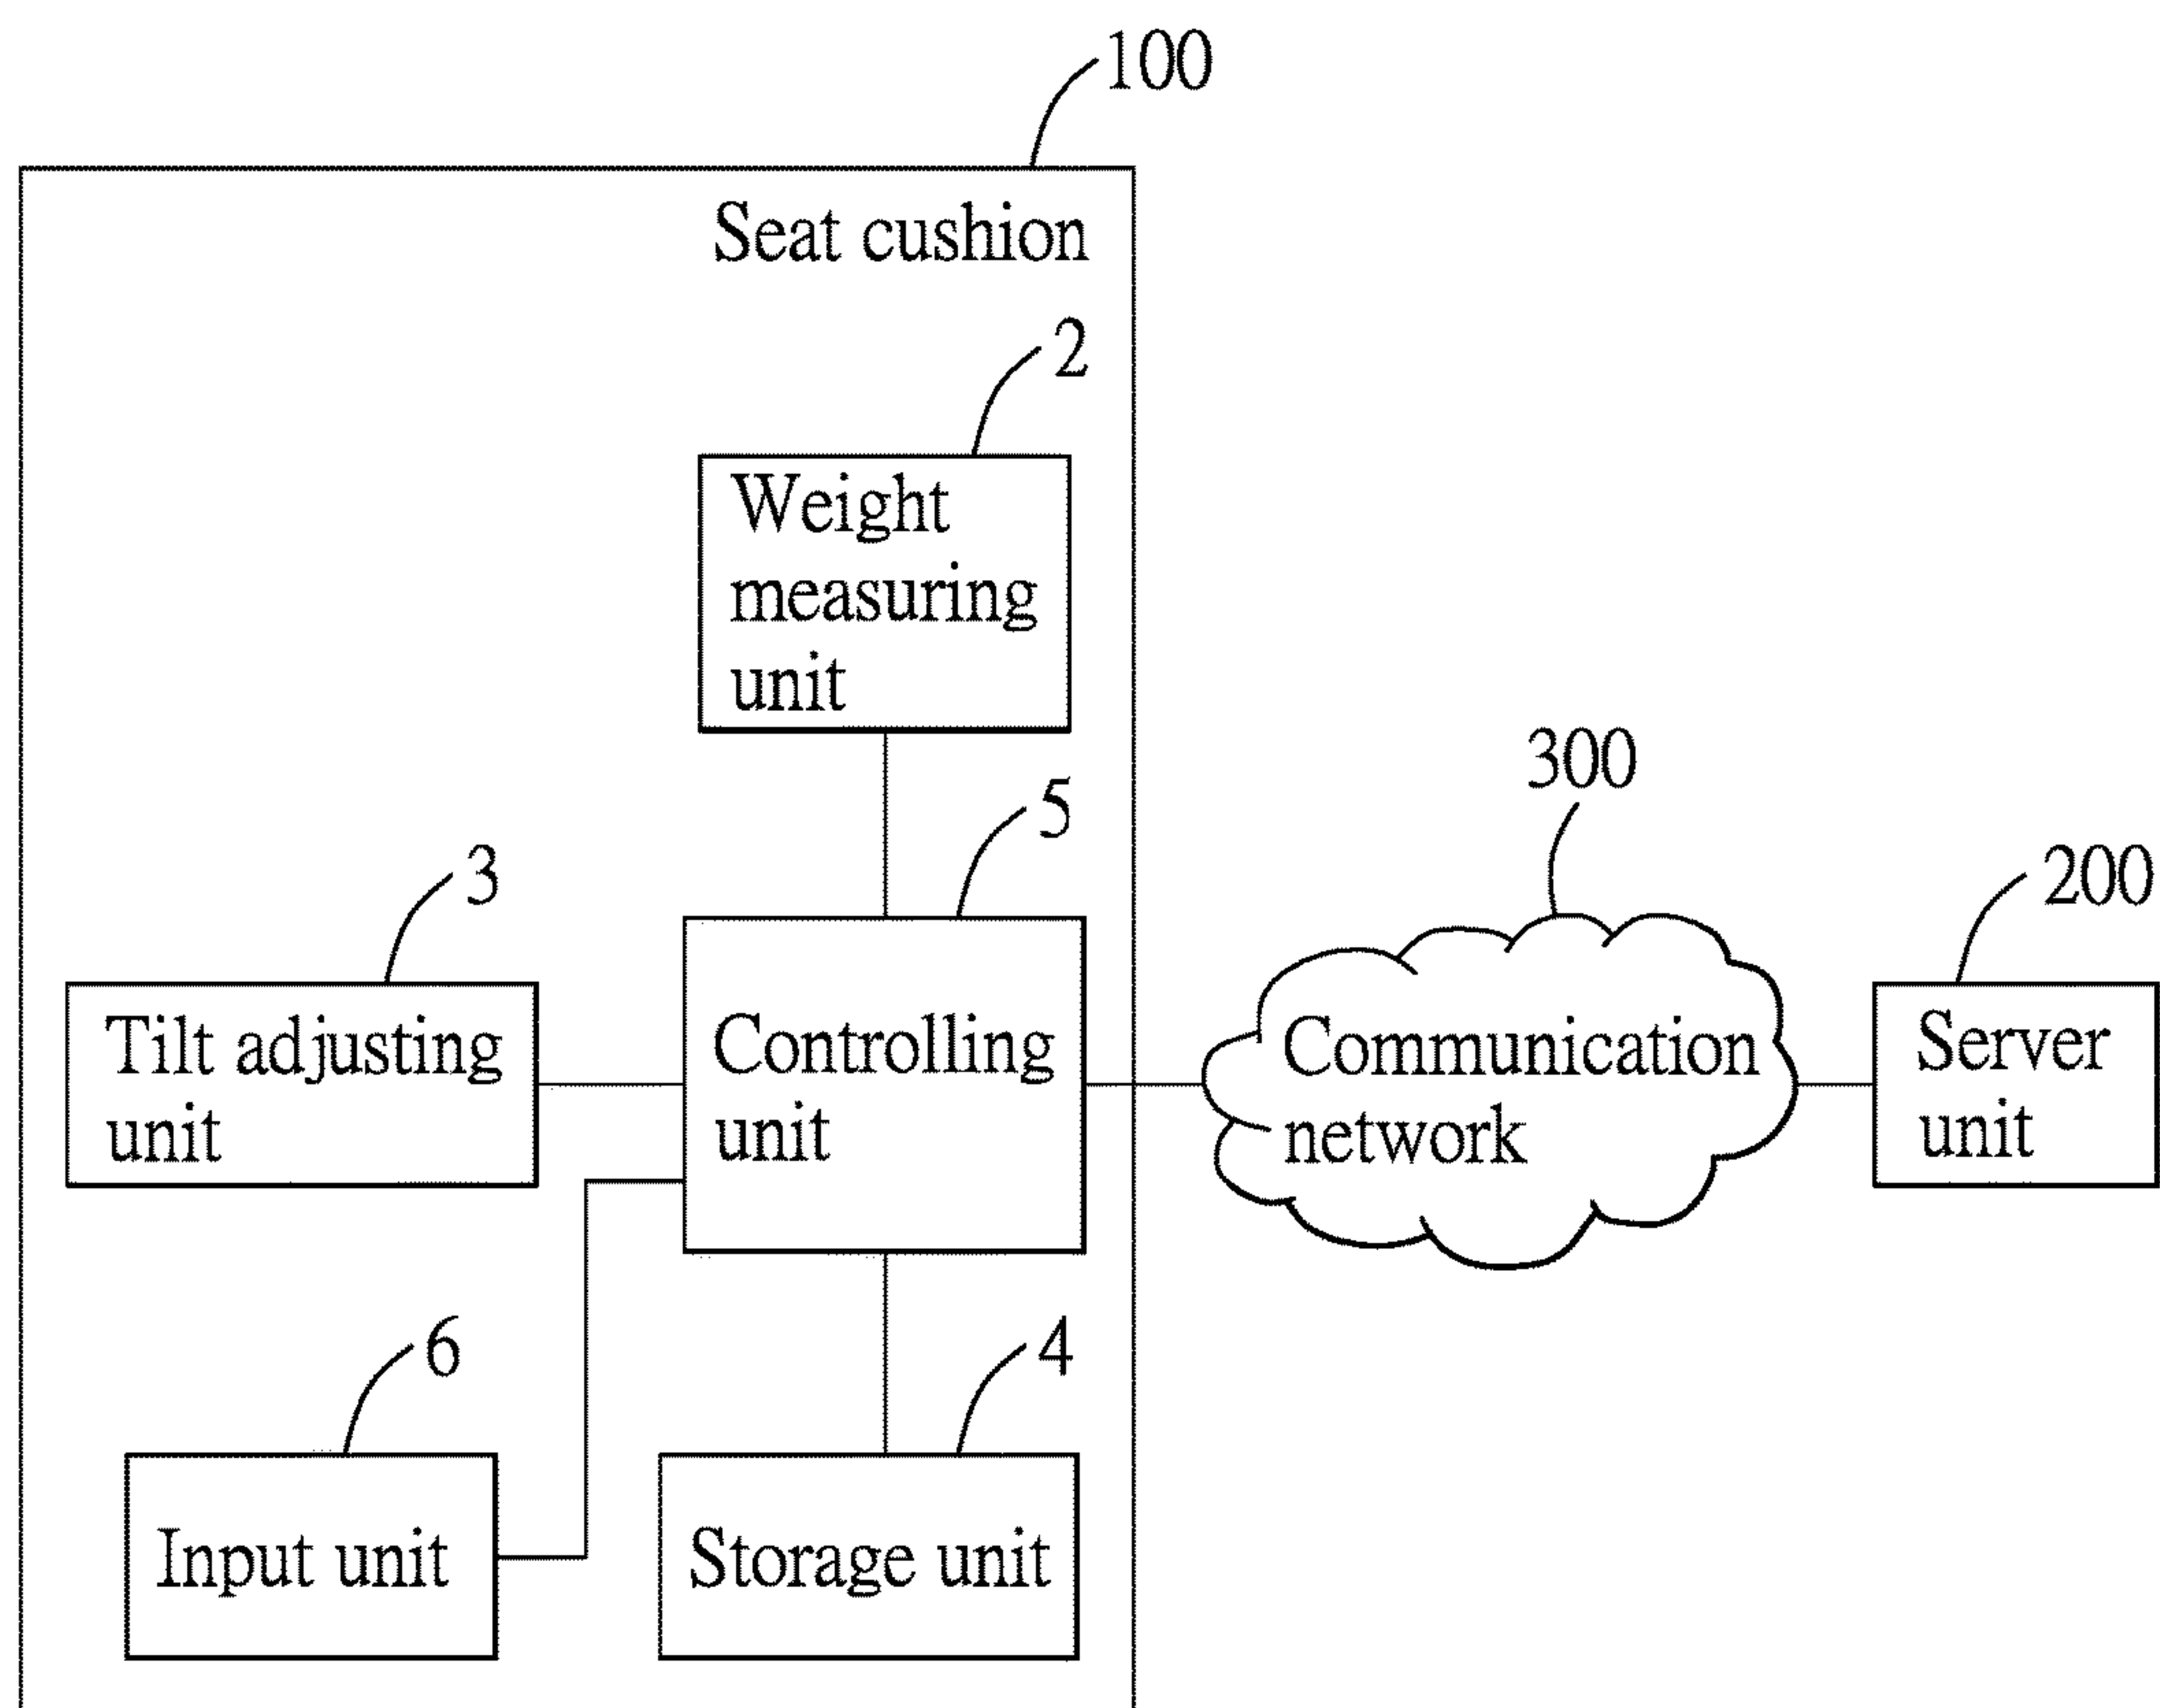 100
Seat cushion
2
Weight
measuring
unit
5
3
300
200
Tilt adjusting
unit
Controlling
unit
Communication
network
Server
unit
6
4
Input unit
Storage unit